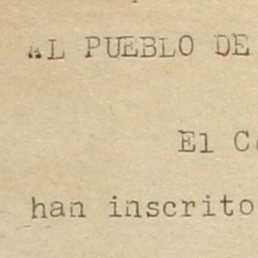 AL PUEBLO DE
El C
han inscrito